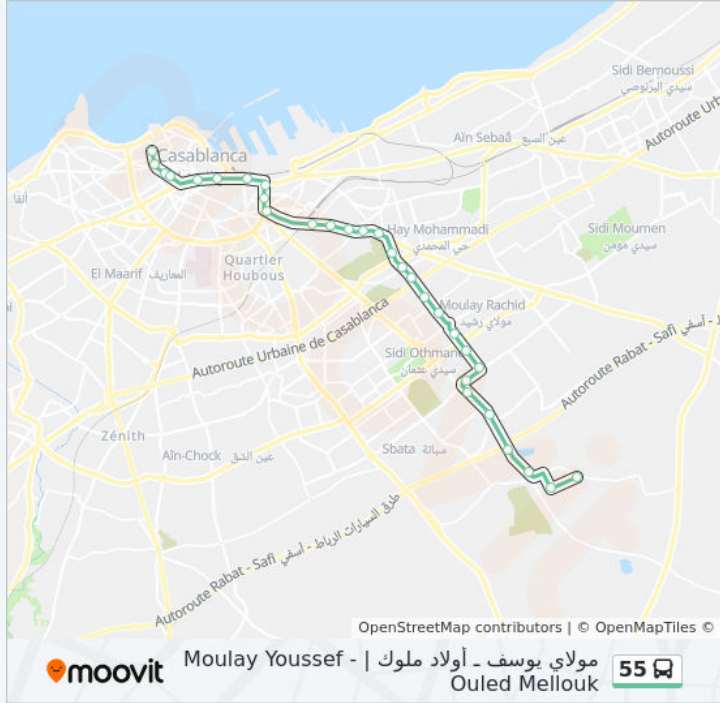 Sidi Bernoussi
سيدي البرنوصي
Autoroute Urb
Aïn Sebaâ عين السبع
Casablanca
أنفا
Hay Mohammadi
حي المحمدي
Sidi Moumen
سيدي مومن
Quartier
Houbous
El Maarif المعاريف
Moulay Rachid
مولاي رشيد
Autoroute Urbaine de Casablanca
Sidi Othmane
سيدي عثمان
Autoroute Rabat - Safi
Zénith
Aïn-Chock عين الشق
Sbata سباتة
Autoroute Rabat - Safi طرق السيارات الرباط - أسفي
OpenStreetMap contributors | © OpenMapTiles ©
moovit
مولاي يوسف ـ أولاد ملوك | Moulay Youssef -
Ouled Mellouk
55